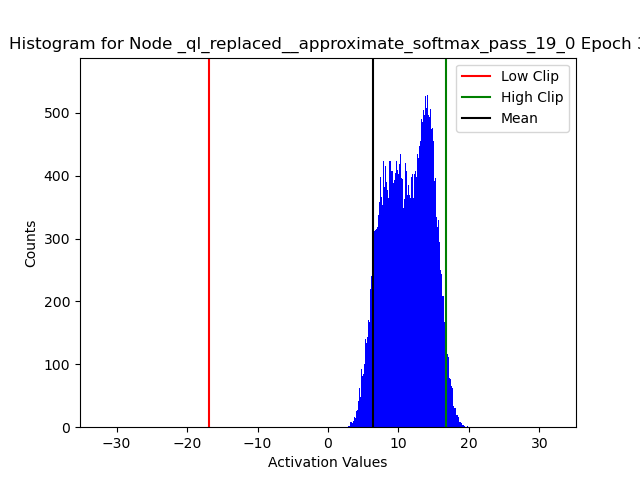 Histogram for Node _ql_replaced__approximate_softmax_pass_19_0 Epoch
Low Clip
High Clip
Mean
Counts
500
400
300
200
100
0
−30
−20
−10
0
10
20
30
Activation Values